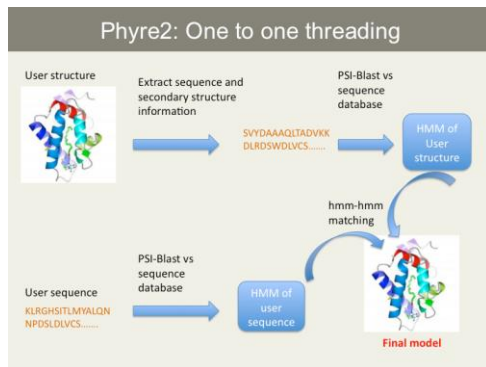 Phyre2: One to one threading
User structure
Extract sequence and
secondary structure
information
SVYDAAAQLTADVKK
DLRDSWDLVCS.......
PSI-Blast vs
sequence
database
HMM of
User
structure
hmm-hmm
matching
User sequence
KLRGHSITLMYALQN
NPDSLDLVCS.......
PSI-Blast vs
sequence
database
HMM of
user
sequence
Final model